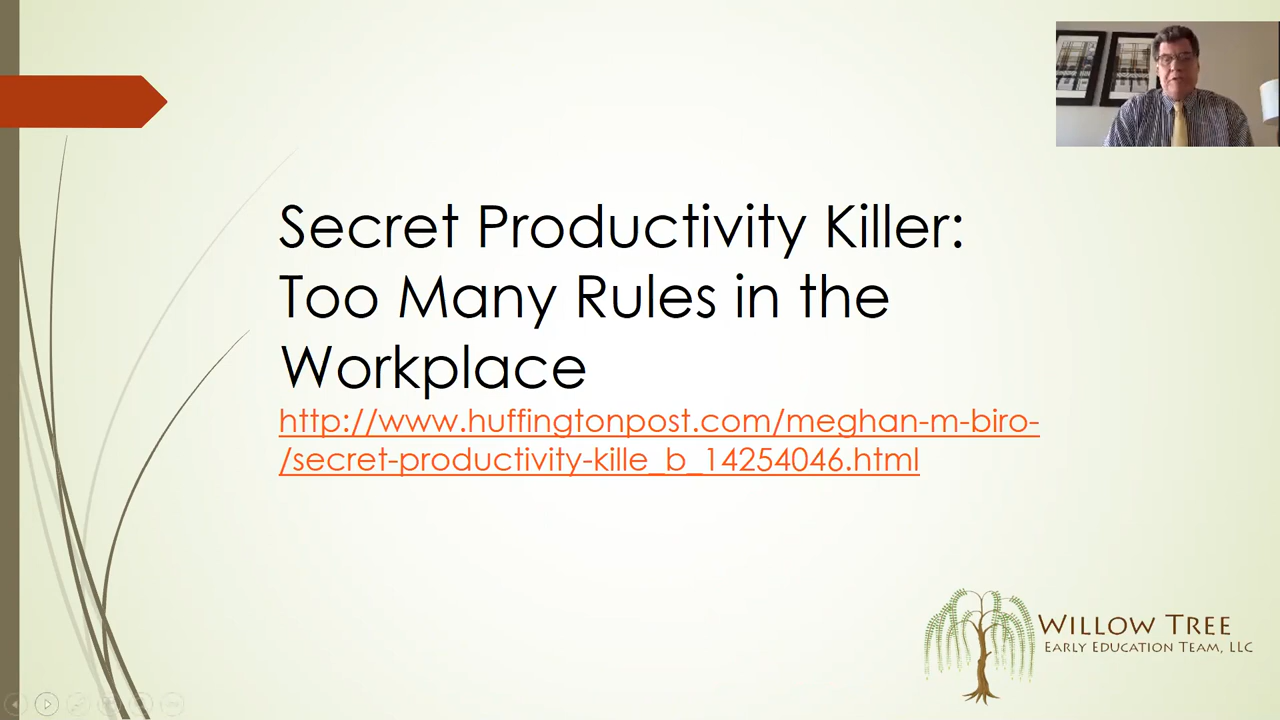 Secret Productivity Killer:
Too Many Rules in the
Workplace
http://www.huffingtonpost.com/meghan-m-biro-
/secret-productivity-kille_b_14254046.html
WILLOW TREE
EARLY EDUCATION TEAM, LLC